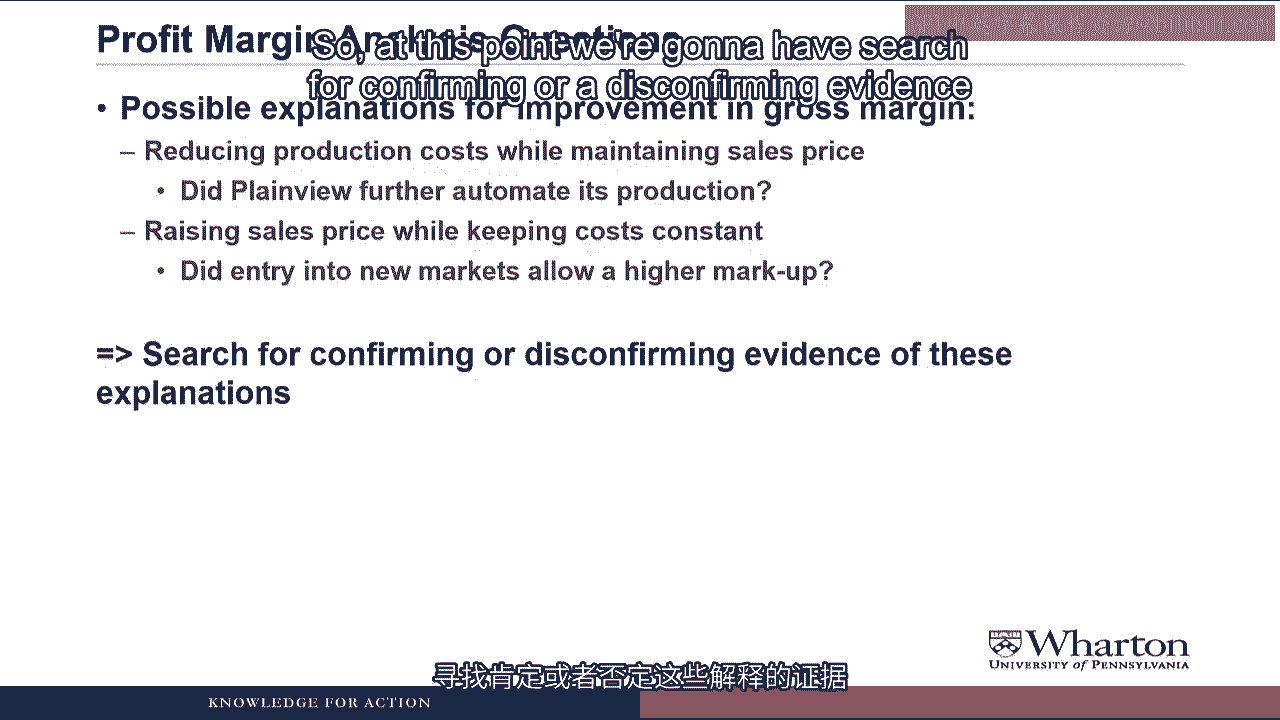 Profit Margin Analysis Questions
So, at this point we're gonna have search
for confirming or a disconfirming evidence
• Possible explanations for improvement in gross margin:
– Reducing production costs while maintaining sales price
• Did Plainview further automate its production?
– Raising sales price while keeping costs constant
• Did entry into new markets allow a higher mark-up?
=> Search for confirming or disconfirming evidence of these
explanations
Wharton
UNIVERSITY of PENNSYLVANIA
寻找肯定或者否定这些解释的证据
KNOWLEDGE FOR ACTION